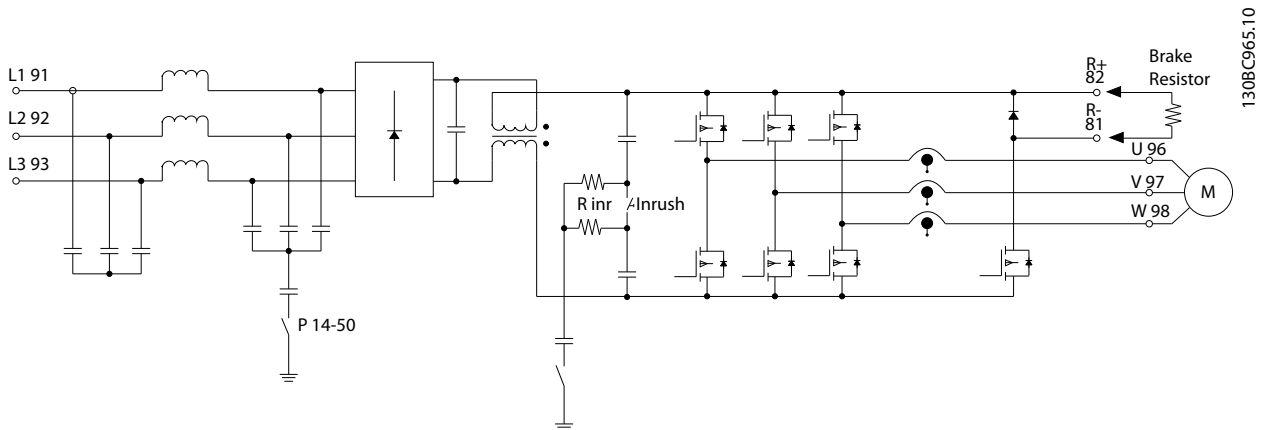 L1 91
L2 92
L3 93
P 14-50
R inr
Inrush
R+
82
R-
81
Brake
Resistor
U 96
V 97
W 98
M
130BC965.10